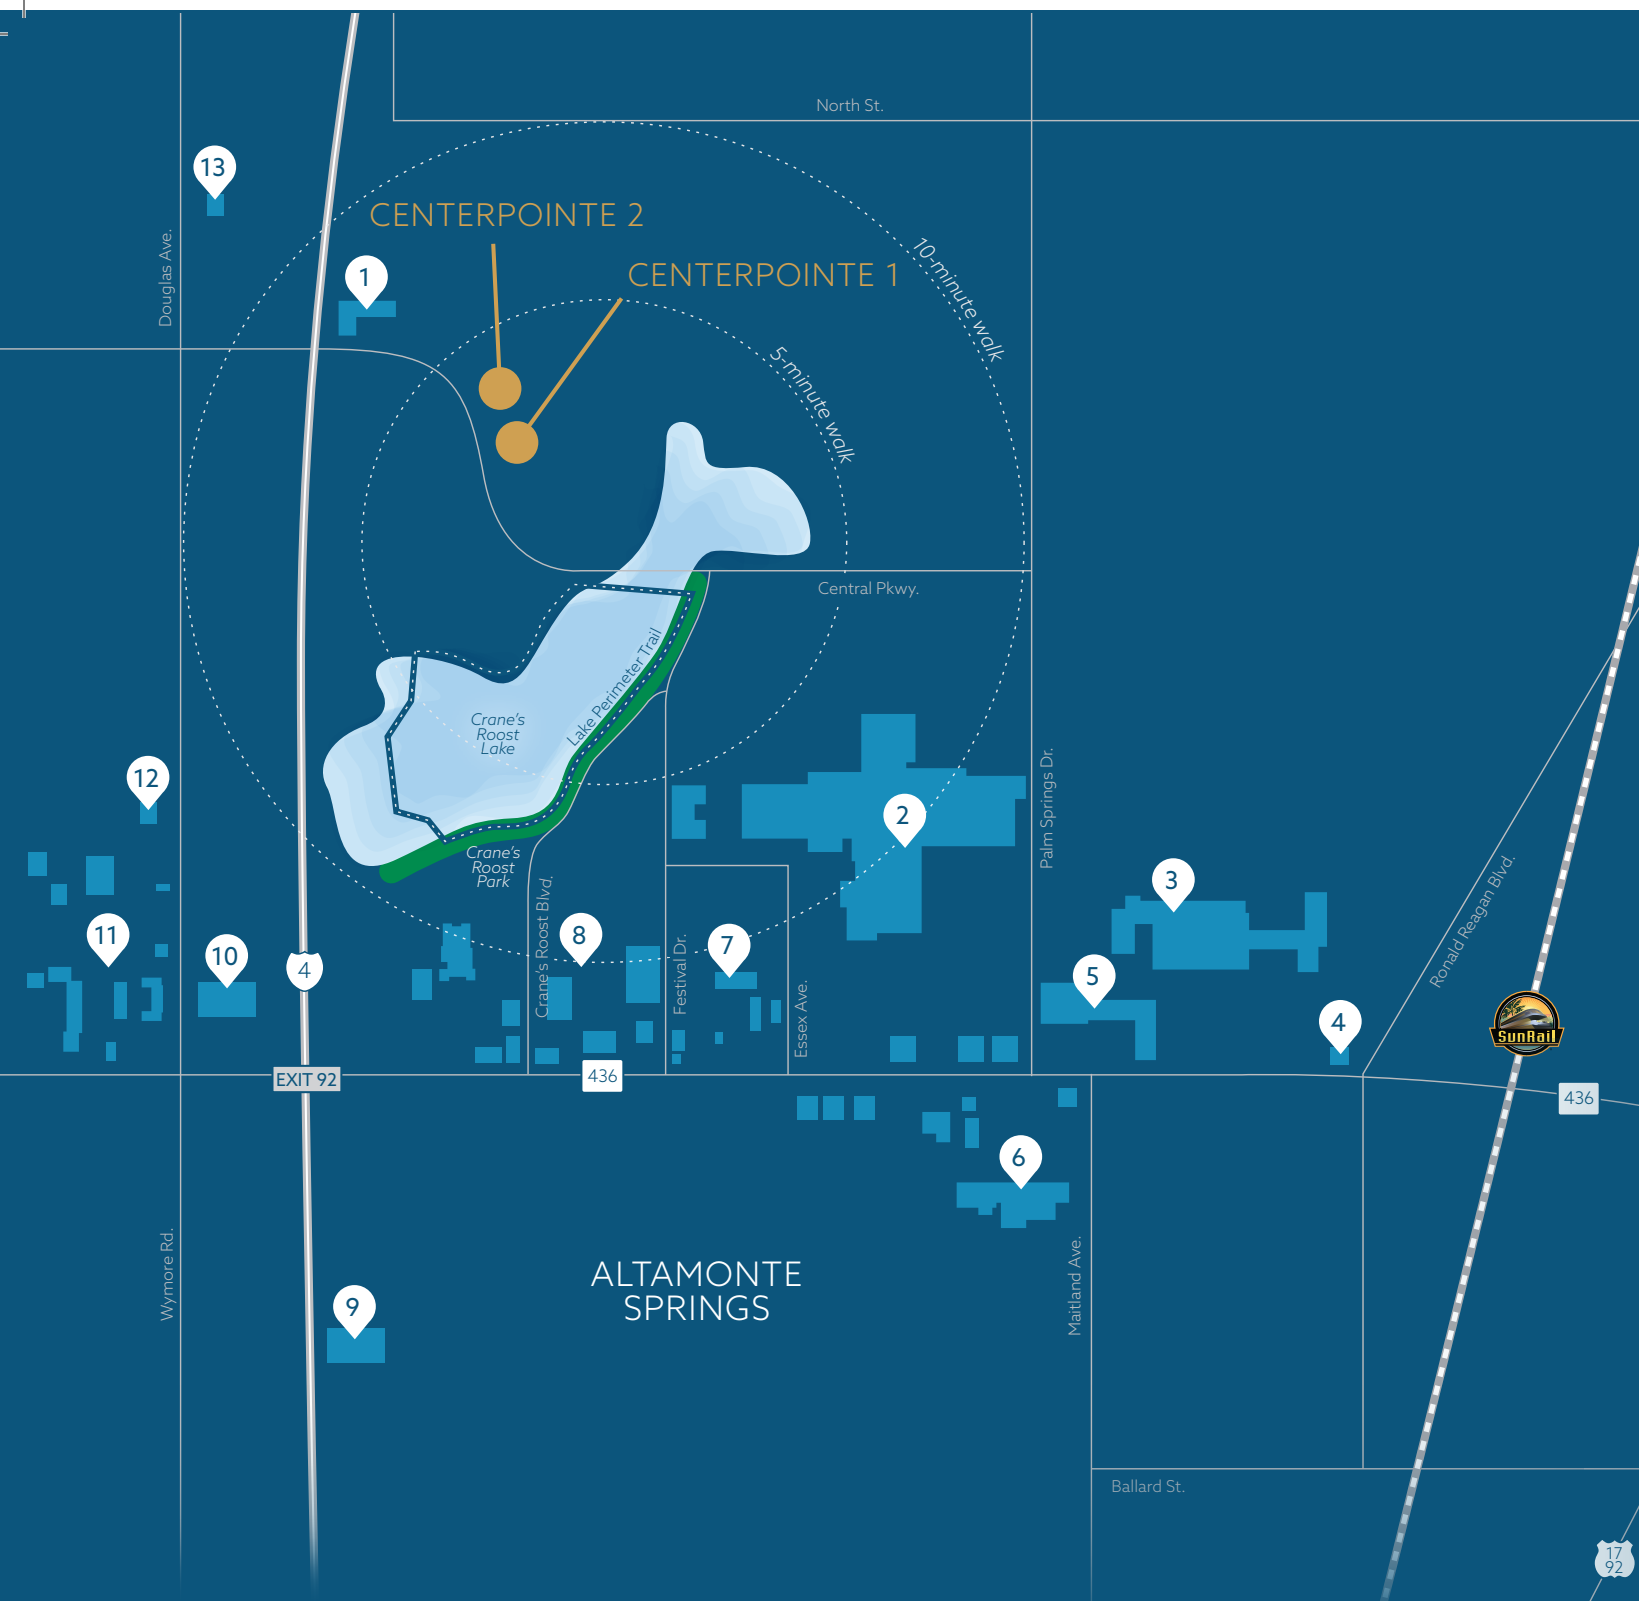 North St.
13
CENTERPOINTE 2
10-minute walk
Douglas Ave.
1
CENTERPOINTE 1
5-minute walk
Central Pkwy.
Lake Perimeter Trail
Crane's
Roost
Lake
12
2
Palm Springs Dr.
Crane's
Roost
Park
3
Ronald Reagan Blvd.
11
10
4
Crane's Roost Blvd.
8
Festival Dr.
7
Essex Ave.
5
4
SunRail
EXIT 92
436
436
6
Wymore Rd.
ALTAMONTE
SPRINGS
Maitland Ave.
9
Ballard St.
17
92